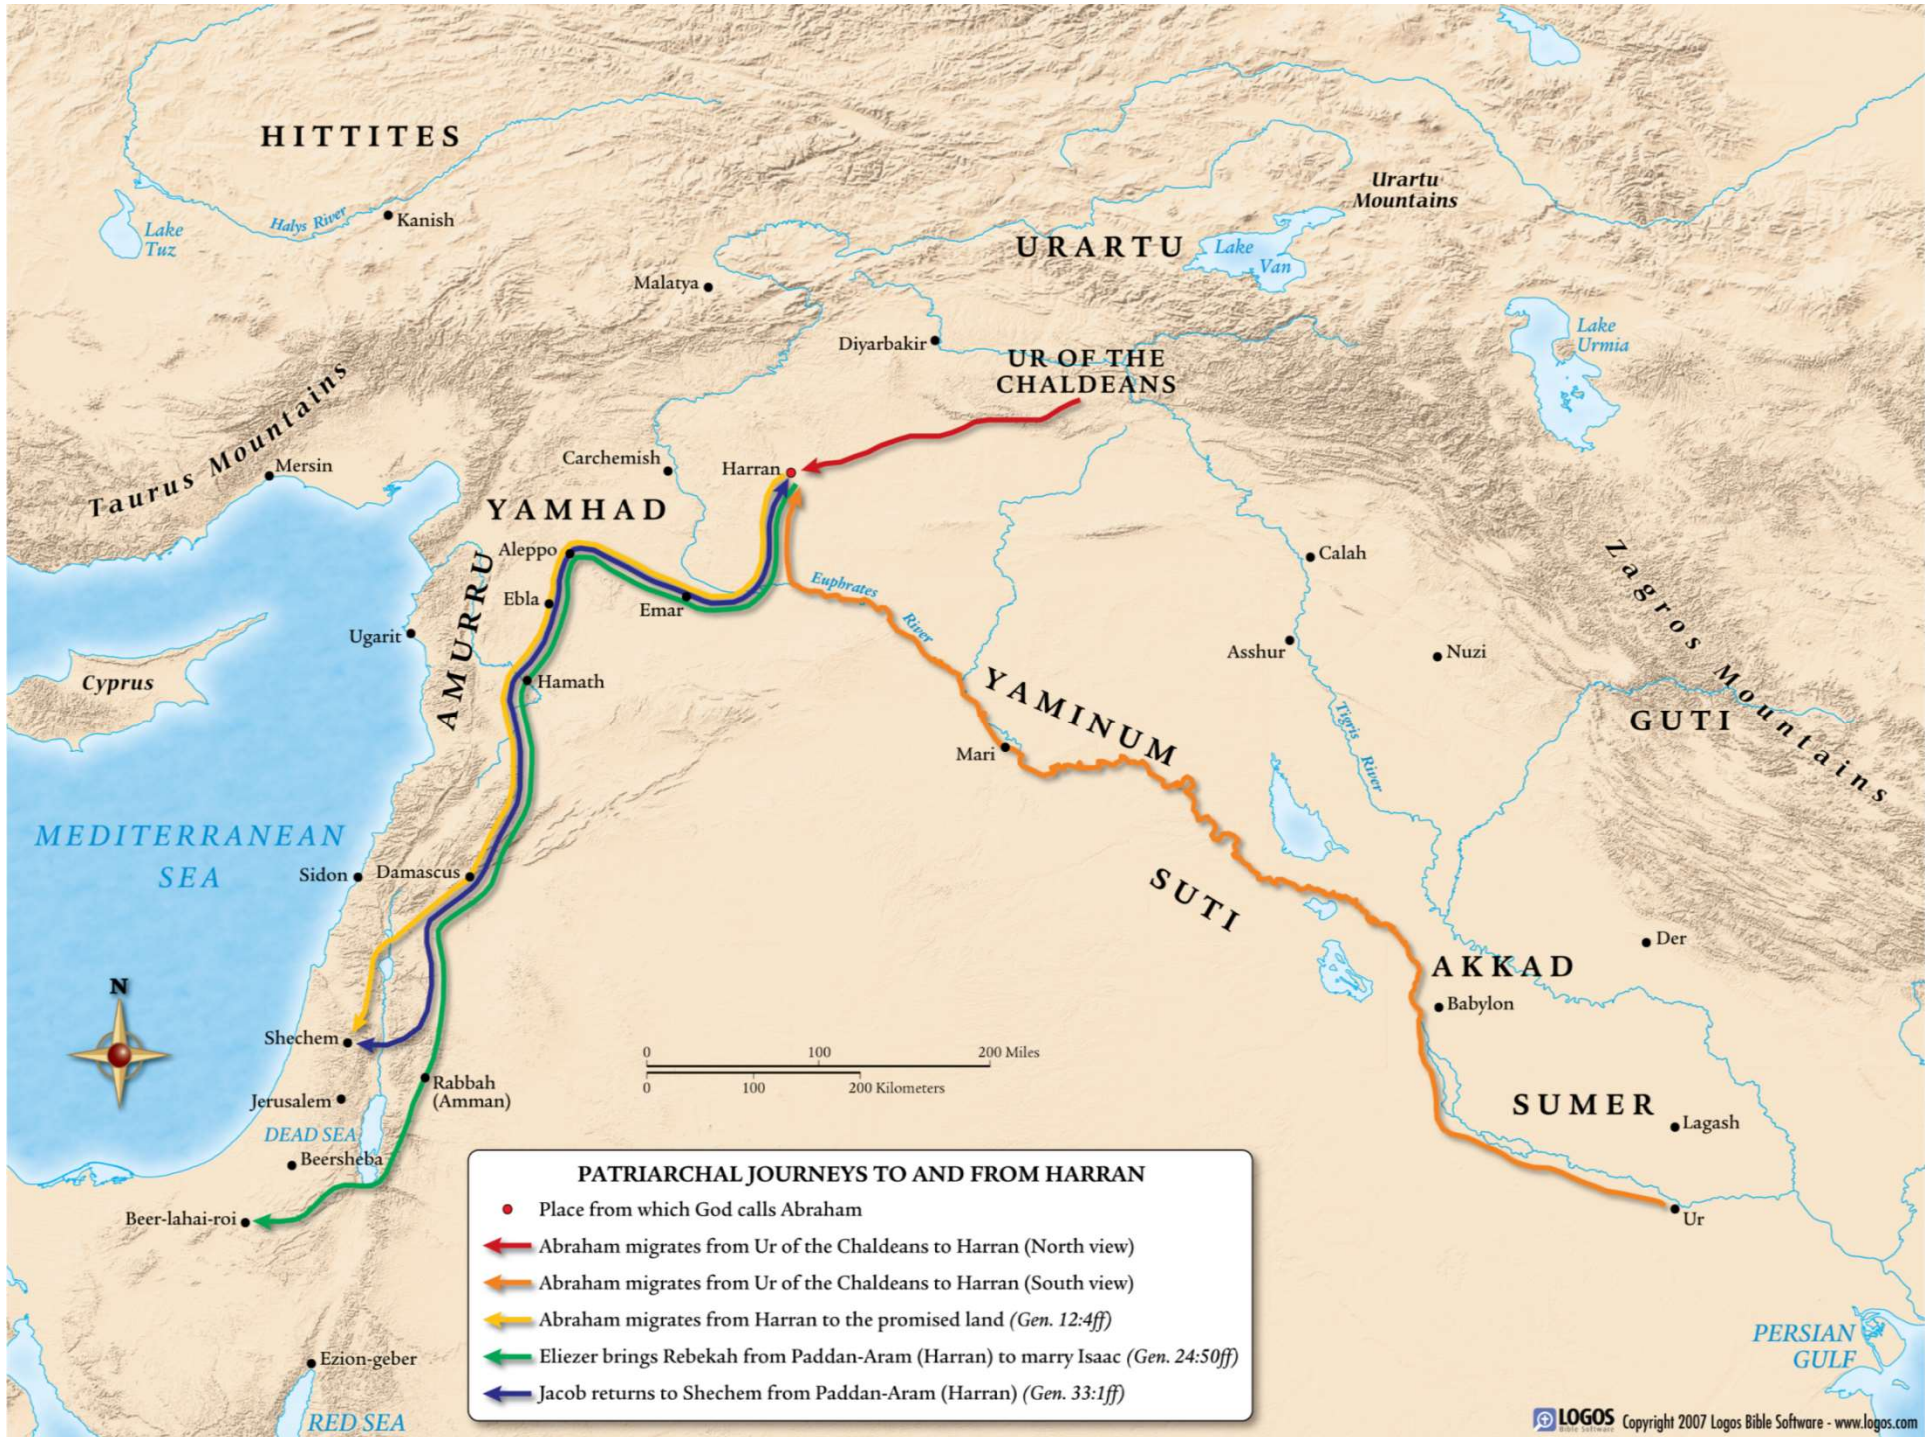 HITTITES
Urartu
Mountains
Kanish
Halys River
Lake
Tuz
URARTU
Lake
Van
Malatya
Lake
Urmia
Diyarbakir
UR OF THE
CHALDEANS
Taurus Mountains
Mersin
Carchemish
Harran
YAMHAD
Aleppo
Calah
Zagros Mountains
Euphrates
River
Ebla
Emar
AMURRU
Ugarit
Asshur
Nuzi
Cyprus
Hamath
YAMINUM
Tigris River
GUTI
Mari
MEDITERRANEAN
SEA
Sidon
Damascus
SUTI
Der
AKKAD
Babylon
N
Shechem
0 100 200 Miles
0 100 200 Kilometers
Rabbah
(Amman)
Jerusalem
SUMER
Lagash
DEAD SEA
Beersheba
Beer-lahai-roi
Ur
PATRIARCHAL JOURNEYS TO AND FROM HARRAN
Place from which God calls Abraham
Abraham migrates from Ur of the Chaldeans to Harran (North view)
Abraham migrates from Ur of the Chaldeans to Harran (South view)
Abraham migrates from Harran to the promised land (Gen. 12:4ff)
Eliezer brings Rebekah from Paddan-Aram (Harran) to marry Isaac (Gen. 24:50ff)
Jacob returns to Shechem from Paddan-Aram (Harran) (Gen. 33:1ff)
Ezion-geber
RED SEA
PERSIAN
GULF
LOGOS
Bible Software
Copyright 2007 Logos Bible Software - www.logos.com